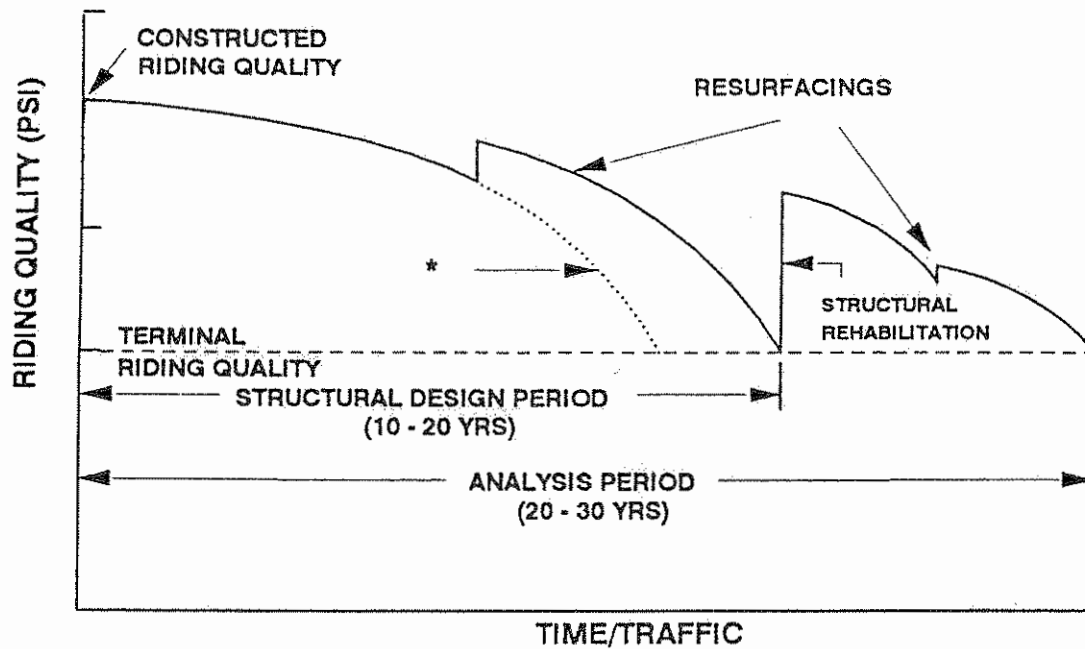 CONSTRUCTED
RIDING QUALITY
RESURFACINGS
RIDING QUALITY (PSI)
*
STRUCTURAL
REHABILITATION
TERMINAL
RIDING QUALITY
STRUCTURAL DESIGN PERIOD
(10 - 20 YRS)
ANALYSIS PERIOD
(20 - 30 YRS)
TIME/TRAFFIC